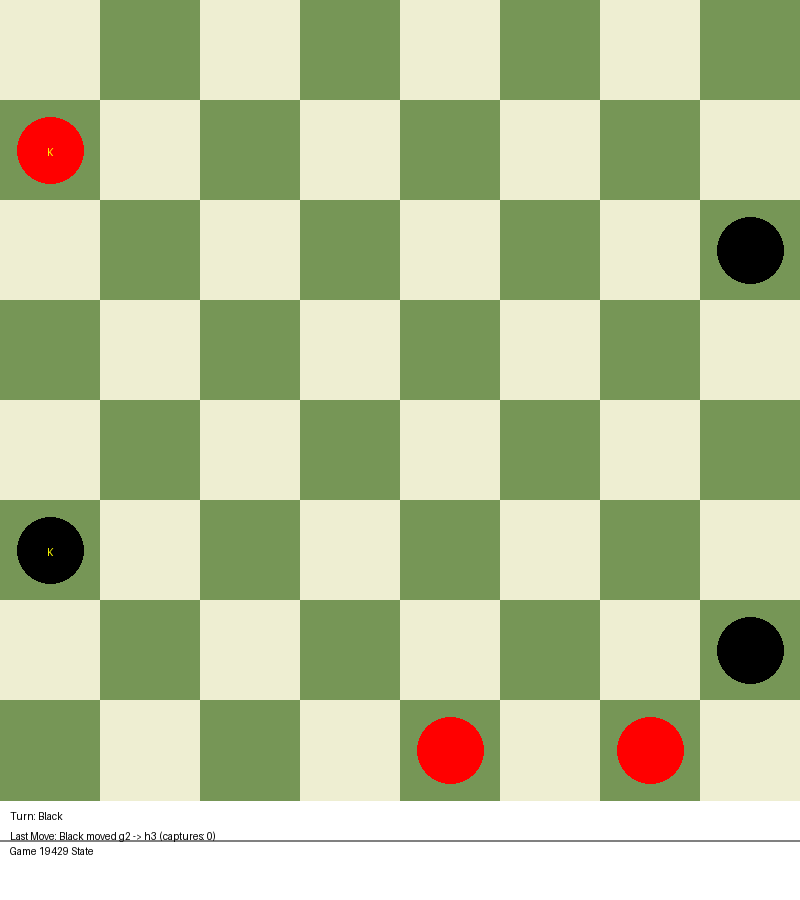 K
K
Turn: Black
Last Move: Black moved g2 -> h3 (captures: 0)
Game 19429 State